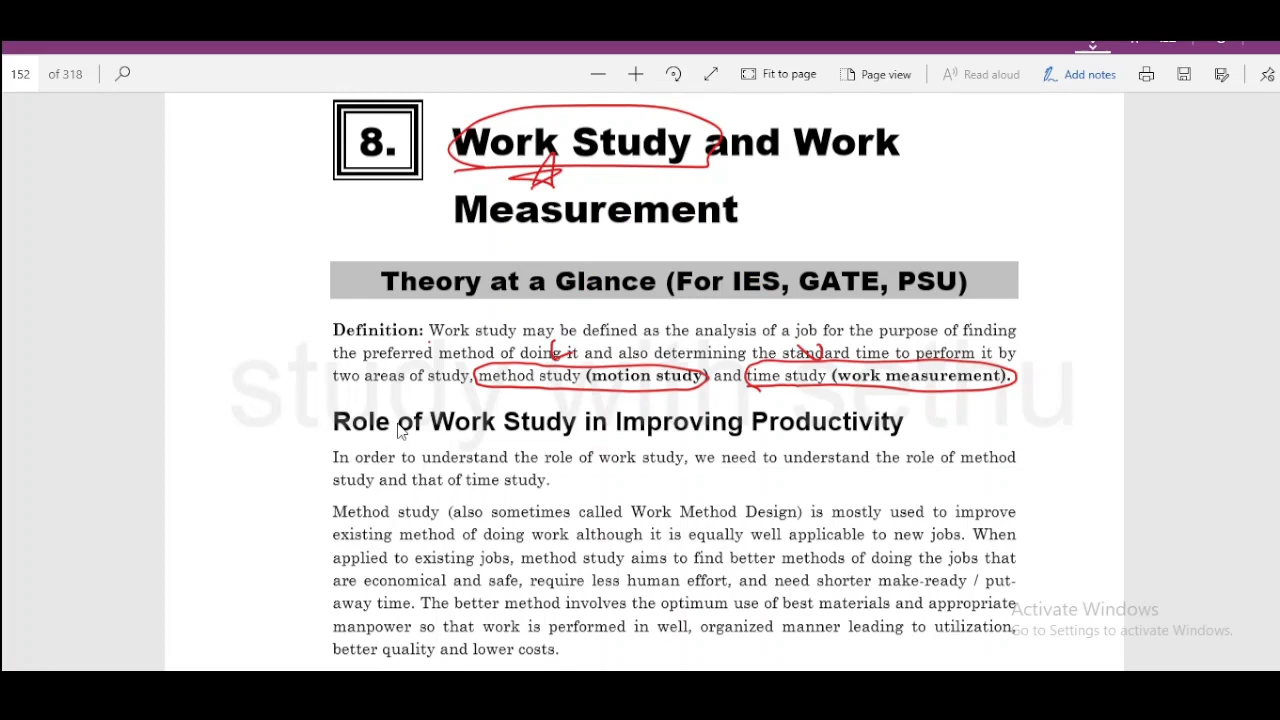 152 of 318 Fit to page Page view Read aloud Add notes
8. Work Study and Work
Measurement
Theory at a Glance (For IES, GATE, PSU)
Definition: Work study may be defined as the analysis of a job for the purpose of finding
the preferred method of doing it and also determining the standard time to perform it by
two areas of study, method study (motion study) and time study (work measurement).
study with sethu
Role of Work Study in Improving Productivity
In order to understand the role of work study, we need to understand the role of method
study and that of time study.
Method study (also sometimes called Work Method Design) is mostly used to improve
existing method of doing work although it is equally well applicable to new jobs. When
applied to existing jobs, method study aims to find better methods of doing the jobs that
are economical and safe, require less human effort, and need shorter make-ready / put-
away time. The better method involves the optimum use of best materials and appropriate
manpower so that work is performed in well, organized manner leading to utilization,
better quality and lower costs.
Activate Windows
Go to Settings to activate Windows.